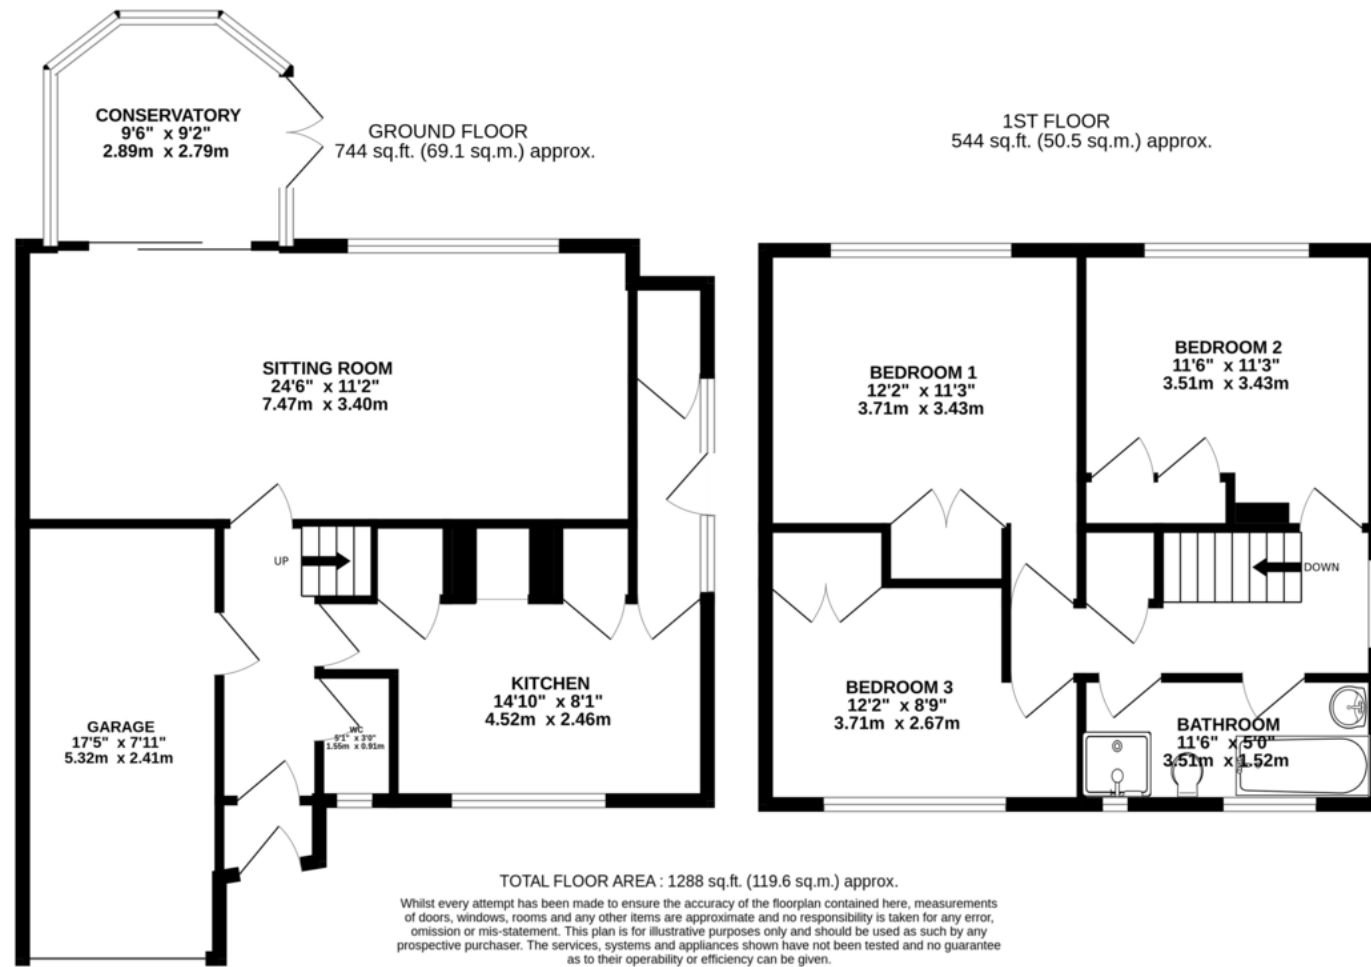 CONSERVATORY
9'6" x 9'2"
2.89m x 2.79m
GROUND FLOOR
744 sq.ft. (69.1 sq.m.) approx.
1ST FLOOR
544 sq.ft. (50.5 sq.m.) approx.
SITTING ROOM
24'6" x 11'2"
7.47m x 3.40m
BEDROOM 1
12'2" x 11'3"
3.71m x 3.43m
BEDROOM 2
11'6" x 11'3"
3.51m x 3.43m
UP
DOWN
KITCHEN
14'10" x 8'1"
4.52m x 2.46m
GARAGE
17'5" x 7'11"
5.32m x 2.41m
WC
5'1" x 3'0"
1.55m x 0.91m
BEDROOM 3
12'2" x 8'9"
3.71m x 2.67m
BATHROOM
11'6" x 5'0"
3.51m x 1.52m
TOTAL FLOOR AREA : 1288 sq.ft. (119.6 sq.m.) approx.
Whilst every attempt has been made to ensure the accuracy of the floorplan contained here, measurements
of doors, windows, rooms and any other items are approximate and no responsibility is taken for any error,
omission or mis-statement. This plan is for illustrative purposes only and should be used as such by any
prospective purchaser. The services, systems and appliances shown have not been tested and no guarantee
as to their operability or efficiency can be given.